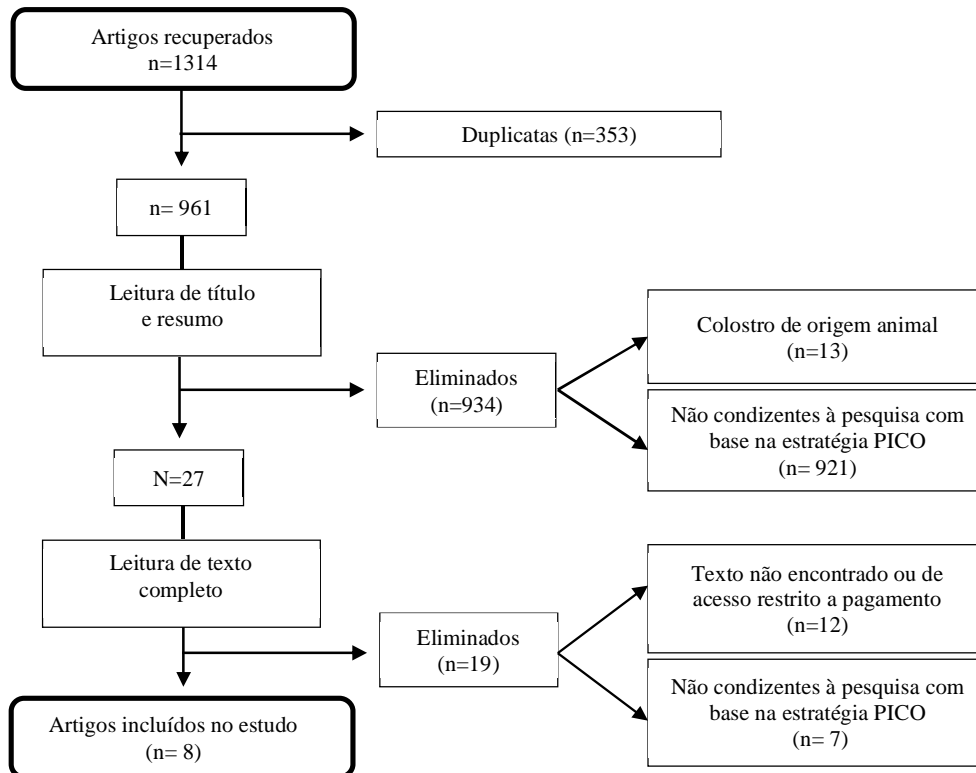 Artigos recuperados
n=1314
Duplicatas (n=353)
n= 961
Leitura de título
e resumo
Eliminados
(n=934)
Colostro de origem animal
(n=13)
Não condizentes à pesquisa com
base na estratégia PICO
(n= 921)
N=27
Leitura de texto
completo
Eliminados
(n=19)
Texto não encontrado ou de
acesso restrito a pagamento
(n=12)
Não condizentes à pesquisa com
base na estratégia PICO
(n= 7)
Artigos incluídos no estudo
(n= 8)